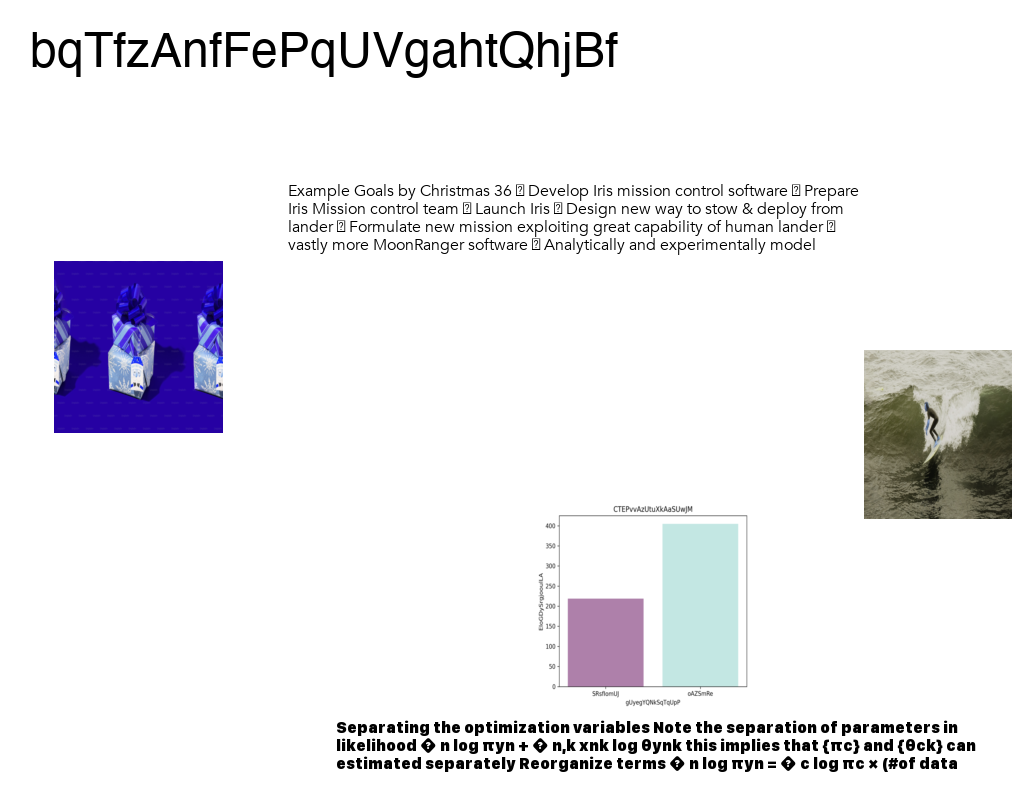 bqTfzAnfFePqUVgahtQhjBf
Example Goals by Christmas 36 ⍰ Develop Iris mission control software ⍰ Prepare
Iris Mission control team ⍰ Launch Iris ⍰ Design new way to stow & deploy from
lander ⍰ Formulate new mission exploiting great capability of human lander ⍰
vastly more MoonRanger software ⍰ Analytically and experimentally model
CTEPvvAzUtuXkAaSUwJM
400
350
300
250
200
150
100
50
0
oAZSmRe
gUyegYQNkSqTqUpP
Separating the optimization variables Note the separation of parameters in
likelihood � n log πyn + � n,k xnk log θynk this implies that {πc} and {θck} can
estimated separately Reorganize terms � n log πyn = � c log πc × (#of data